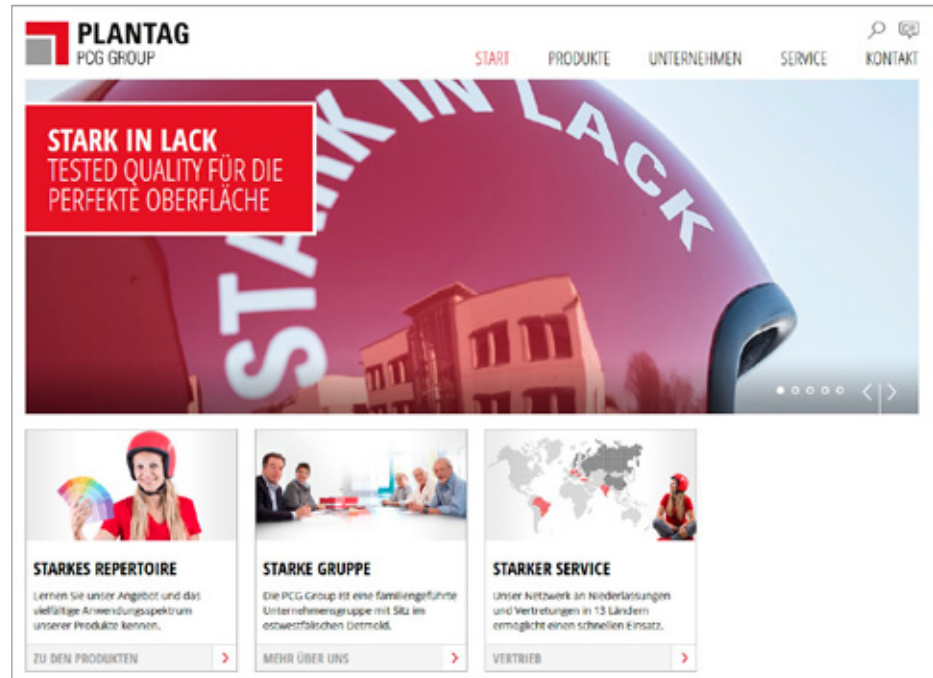 PLANTAG
PCG GROUP
START PRODUKTE UNTERNEHMEN SERVICE KONTAKT
STARK IN LACK
TESTED QUALITY FÜR DIE
PERFEKTE OBERFLÄCHE
STARK IN LACK
STARKES REPERTOIRE
Lernen Sie unser Angebot und das
vielfältige Anwendungsspektrum
unserer Produkte kennen.
ZU DEN PRODUKTEN
STARKE GRUPPE
Die PCG Group ist eine familiengeführte
Unternehmensgruppe mit Sitz im
ostwestfälischen Detmold.
MEHR ÜBER UNS
STARKER SERVICE
Unser Netzwerk an Niederlassungen
und Vertretungen in 13 Ländern
ermöglicht einen schnellen Einsatz.
VERTRIEB